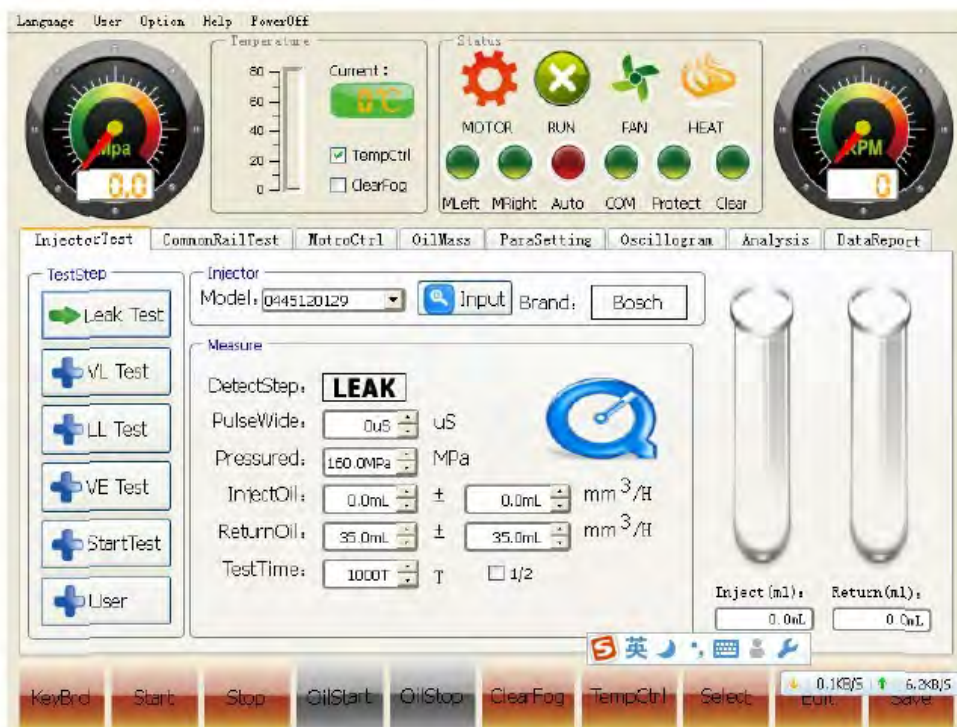 Language User Option Help PowerOff
Temperature
Status
80
60
40
20
0
Current:
0℃
TempCtrl
ClearFog
MOTOR RUN FAN HEAT
MLeft MRight Auto COM Protect Clear
Mpa
0.0
RPM
0
InjectorTest CommonRailTest MotroCtrl OilMass ParaSetting Oscillogram Analysis DataReport
TestStep
Leak Test
VL Test
LL Test
VE Test
StartTest
User
Injector
Model: 0445120129 Input Brand: Bosch
Measure
DetectStep: LEAK
PulseWide: 0uS uS
Pressured: 160.0MPa MPa
InjectOil: 0.0mL ± 0.0mL mm³/H
ReturnOil: 35.0mL ± 35.0mL mm³/H
TestTime: 1000T T 1/2
Inject(ml): Return(ml):
0.0mL 0.0mL
S 英
0.1KB/S 6.2KB/S
KeyBrd Start Stop OilStart OilStop ClearFog TempCtrl Select Edit Save